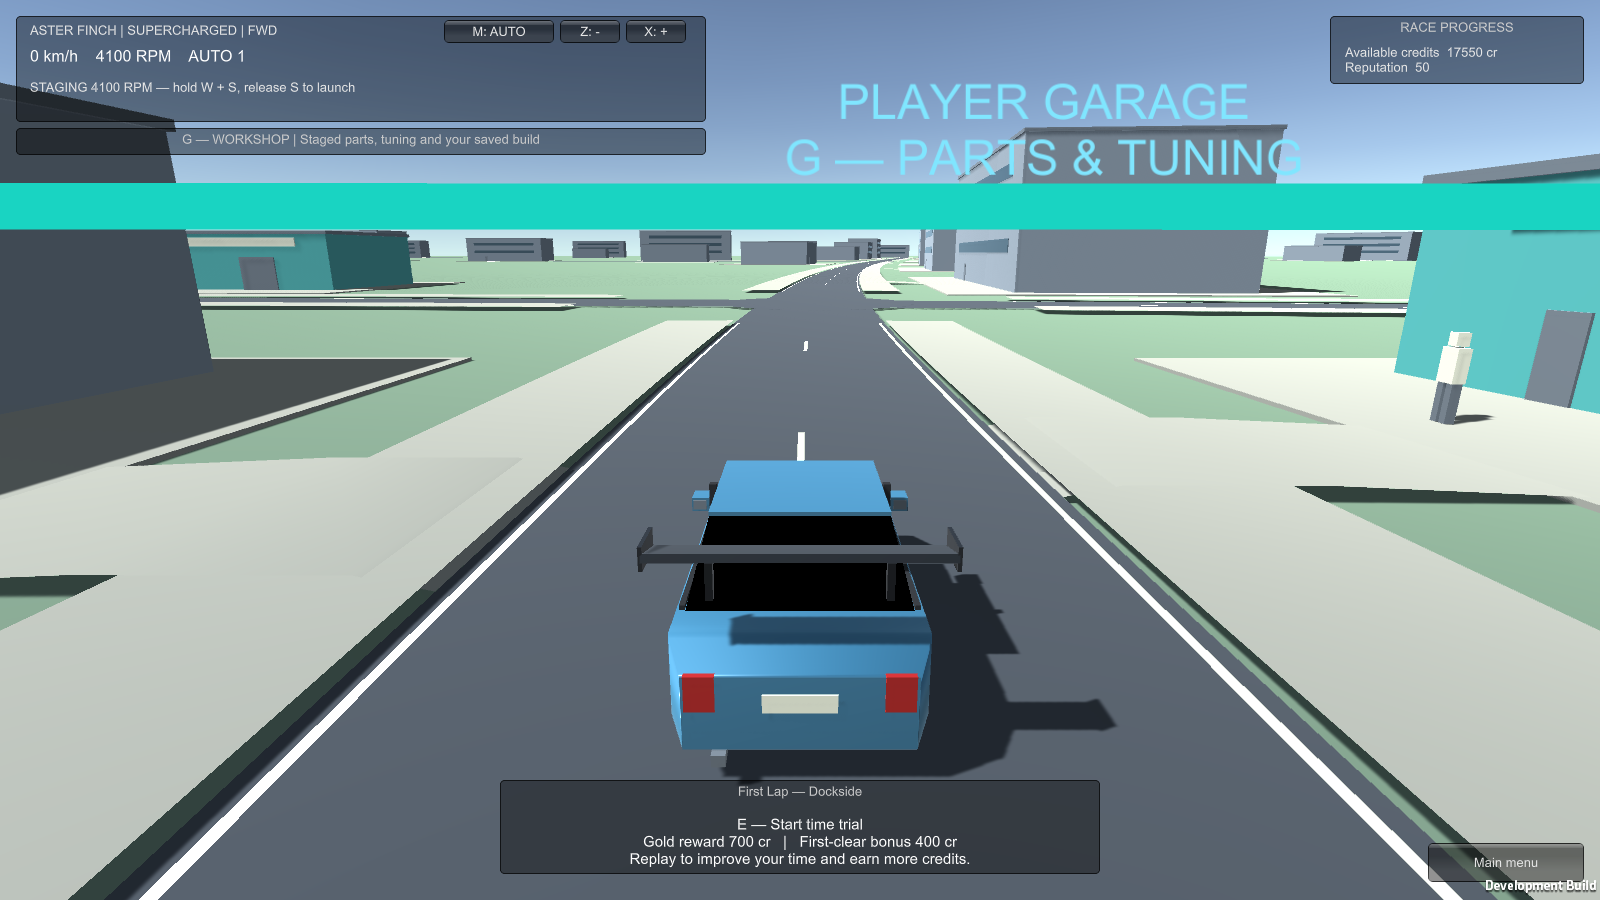 ASTER FINCH | SUPERCHARGED | FWD
M: AUTO
Z: -
X: +
0 km/h 4100 RPM AUTO 1
STAGING 4100 RPM — hold W + S, release S to launch
G — WORKSHOP | Staged parts, tuning and your saved build
RACE PROGRESS
Available credits 17550 cr
Reputation 50
PLAYER GARAGE
G — PARTS & TUNING
First Lap — Dockside
E — Start time trial
Gold reward 700 cr | First-clear bonus 400 cr
Replay to improve your time and earn more credits.
Main menu
Development Build